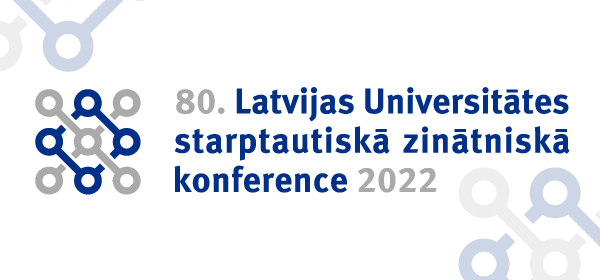 80. Latvijas Universitātes
starptautiskā zinātniskā
konference 2022